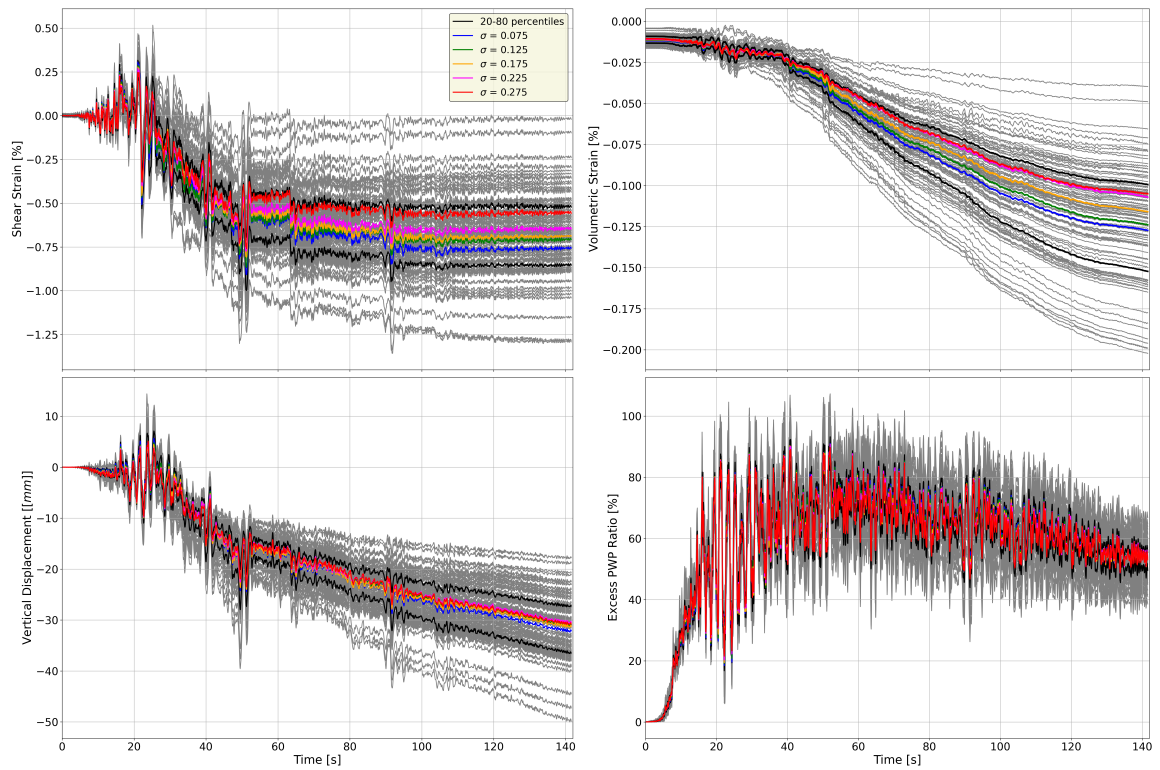 0.50
0.25
0.00
−0.25
−0.50
−0.75
−1.00
−1.25
Shear Strain [%]
20-80 percentiles
σ = 0.075
σ = 0.125
σ = 0.175
σ = 0.225
σ = 0.275
0.000
−0.025
−0.050
−0.075
−0.100
−0.125
−0.150
−0.175
−0.200
Volumetric Strain [%]
10
0
−10
−20
−30
−40
−50
Vertical Displacement [[mm]]
0 20 40 60 80 100 120 140
Time [s]
100
80
60
40
20
0
Excess PWP Ratio [%]
0 20 40 60 80 100 120 140
Time [s]